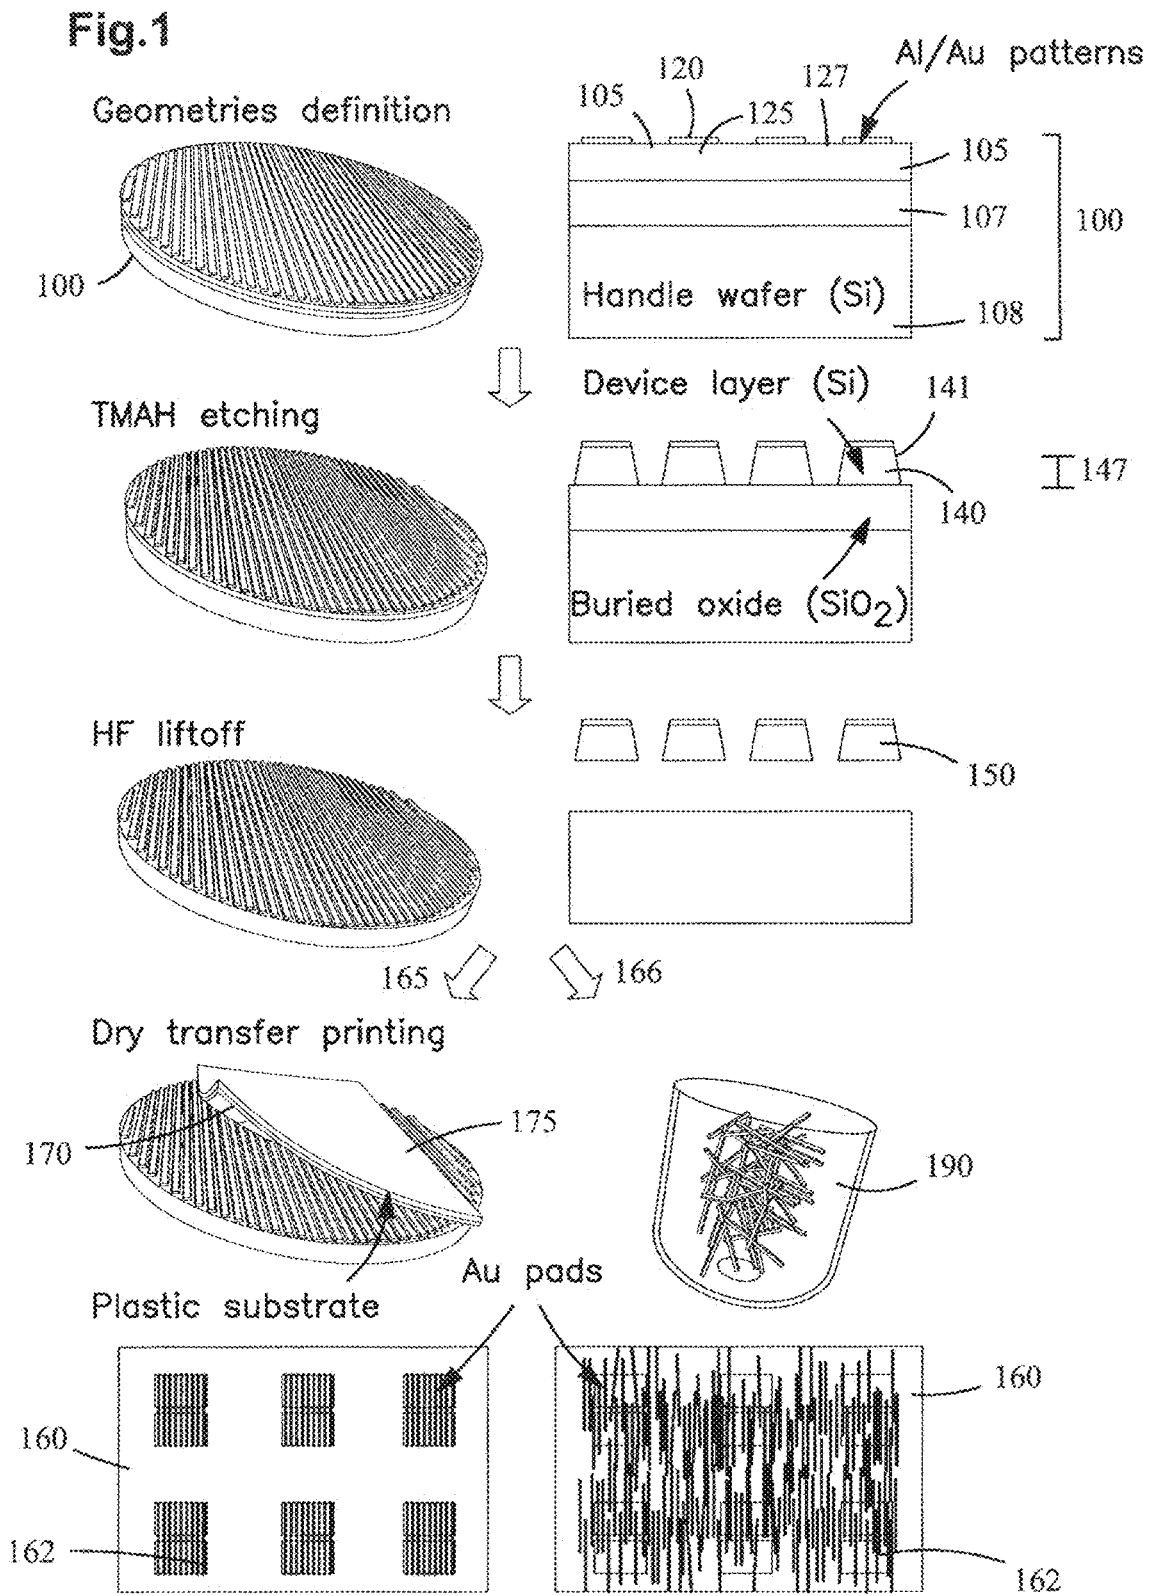 Fig.1
Al/Au patterns
120
127
105
125
Geometries definition
105
107
100
100
Handle wafer (Si)
108
Device layer (Si)
141
TMAH etching
147
140
Buried oxide (SiO2)
HF liftoff
150
165
166
Dry transfer printing
175
170
190
Au pads
Plastic substrate
160
160
162
162